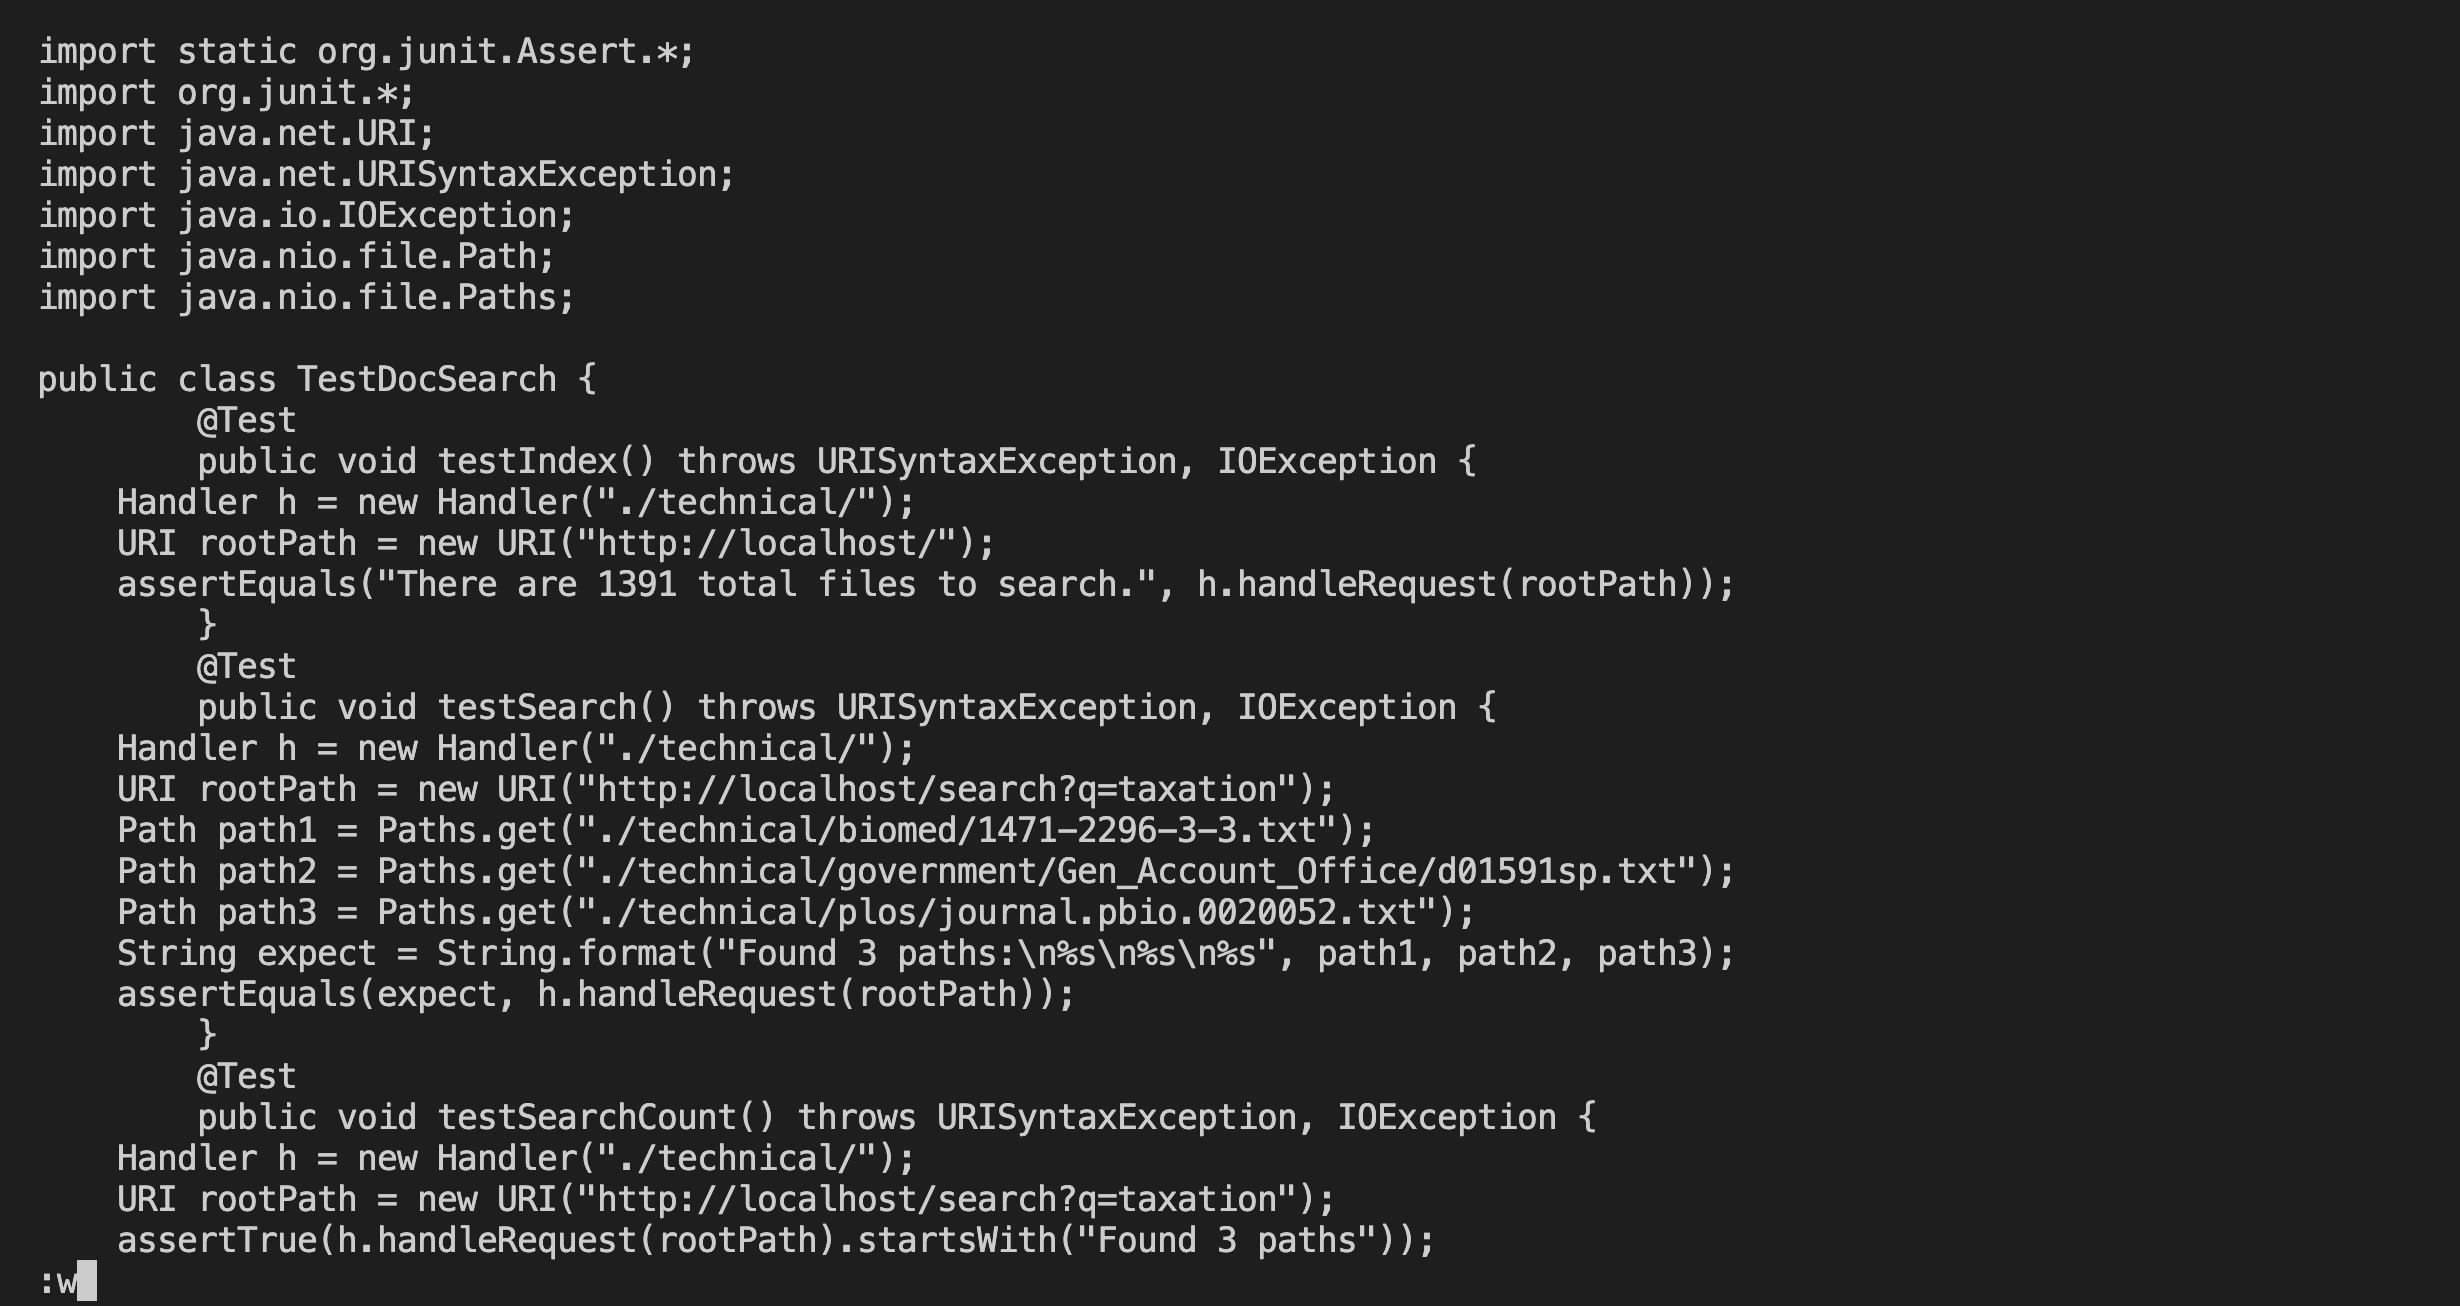 import static org.junit.Assert.*;
import org.junit.*;
import java.net.URI;
import java.net.URISyntaxException;
import java.io.IOException;
import java.nio.file.Path;
import java.nio.file.Paths;

public class TestDocSearch {
        @Test
        public void testIndex() throws URISyntaxException, IOException {
    Handler h = new Handler("./technical/");
    URI rootPath = new URI("http://localhost/");
    assertEquals("There are 1391 total files to search.", h.handleRequest(rootPath));
        }
        @Test
        public void testSearch() throws URISyntaxException, IOException {
    Handler h = new Handler("./technical/");
    URI rootPath = new URI("http://localhost/search?q=taxation");
    Path path1 = Paths.get("./technical/biomed/1471-2296-3-3.txt");
    Path path2 = Paths.get("./technical/government/Gen_Account_Office/d01591sp.txt");
    Path path3 = Paths.get("./technical/plos/journal.pbio.0020052.txt");
    String expect = String.format("Found 3 paths:\n%s\n%s\n%s", path1, path2, path3);
    assertEquals(expect, h.handleRequest(rootPath));
        }
        @Test
        public void testSearchCount() throws URISyntaxException, IOException {
    Handler h = new Handler("./technical/");
    URI rootPath = new URI("http://localhost/search?q=taxation");
    assertTrue(h.handleRequest(rootPath).startsWith("Found 3 paths"));
:w